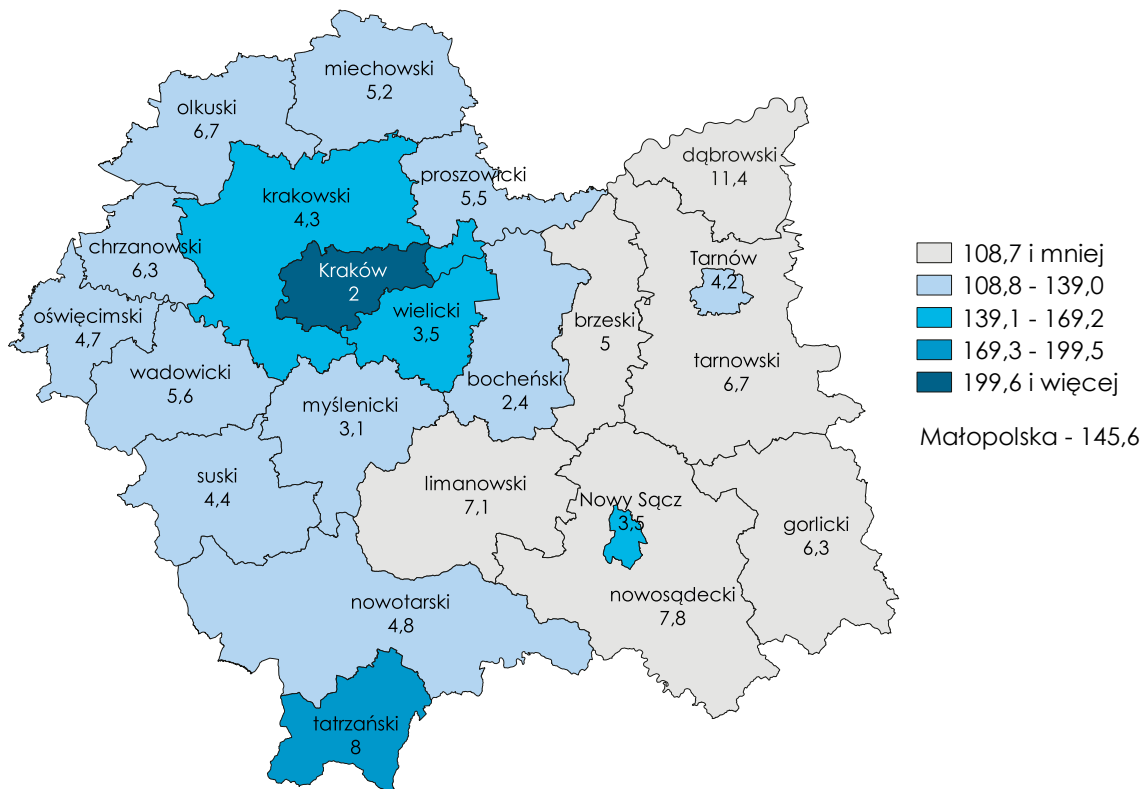 miechowski
5,2
olkuski
6,7
dąbrowski
11,4
proszowicki
5,5
krakowski
4,3
chrzanowski
6,3
Kraków
2
Tarnów
4,2
oświęcimski
4,7
wielicki
3,5
brzeski
5
tarnowski
6,7
wadowicki
5,6
bocheński
2,4
myślenicki
3,1
suski
4,4
limanowski
7,1
Nowy Sącz
3,5
gorlicki
6,3
nowosądecki
7,8
nowotarski
4,8
tatrzański
8
108,7 i mniej
108,8 - 139,0
139,1 - 169,2
169,3 - 199,5
199,6 i więcej
Małopolska - 145,6